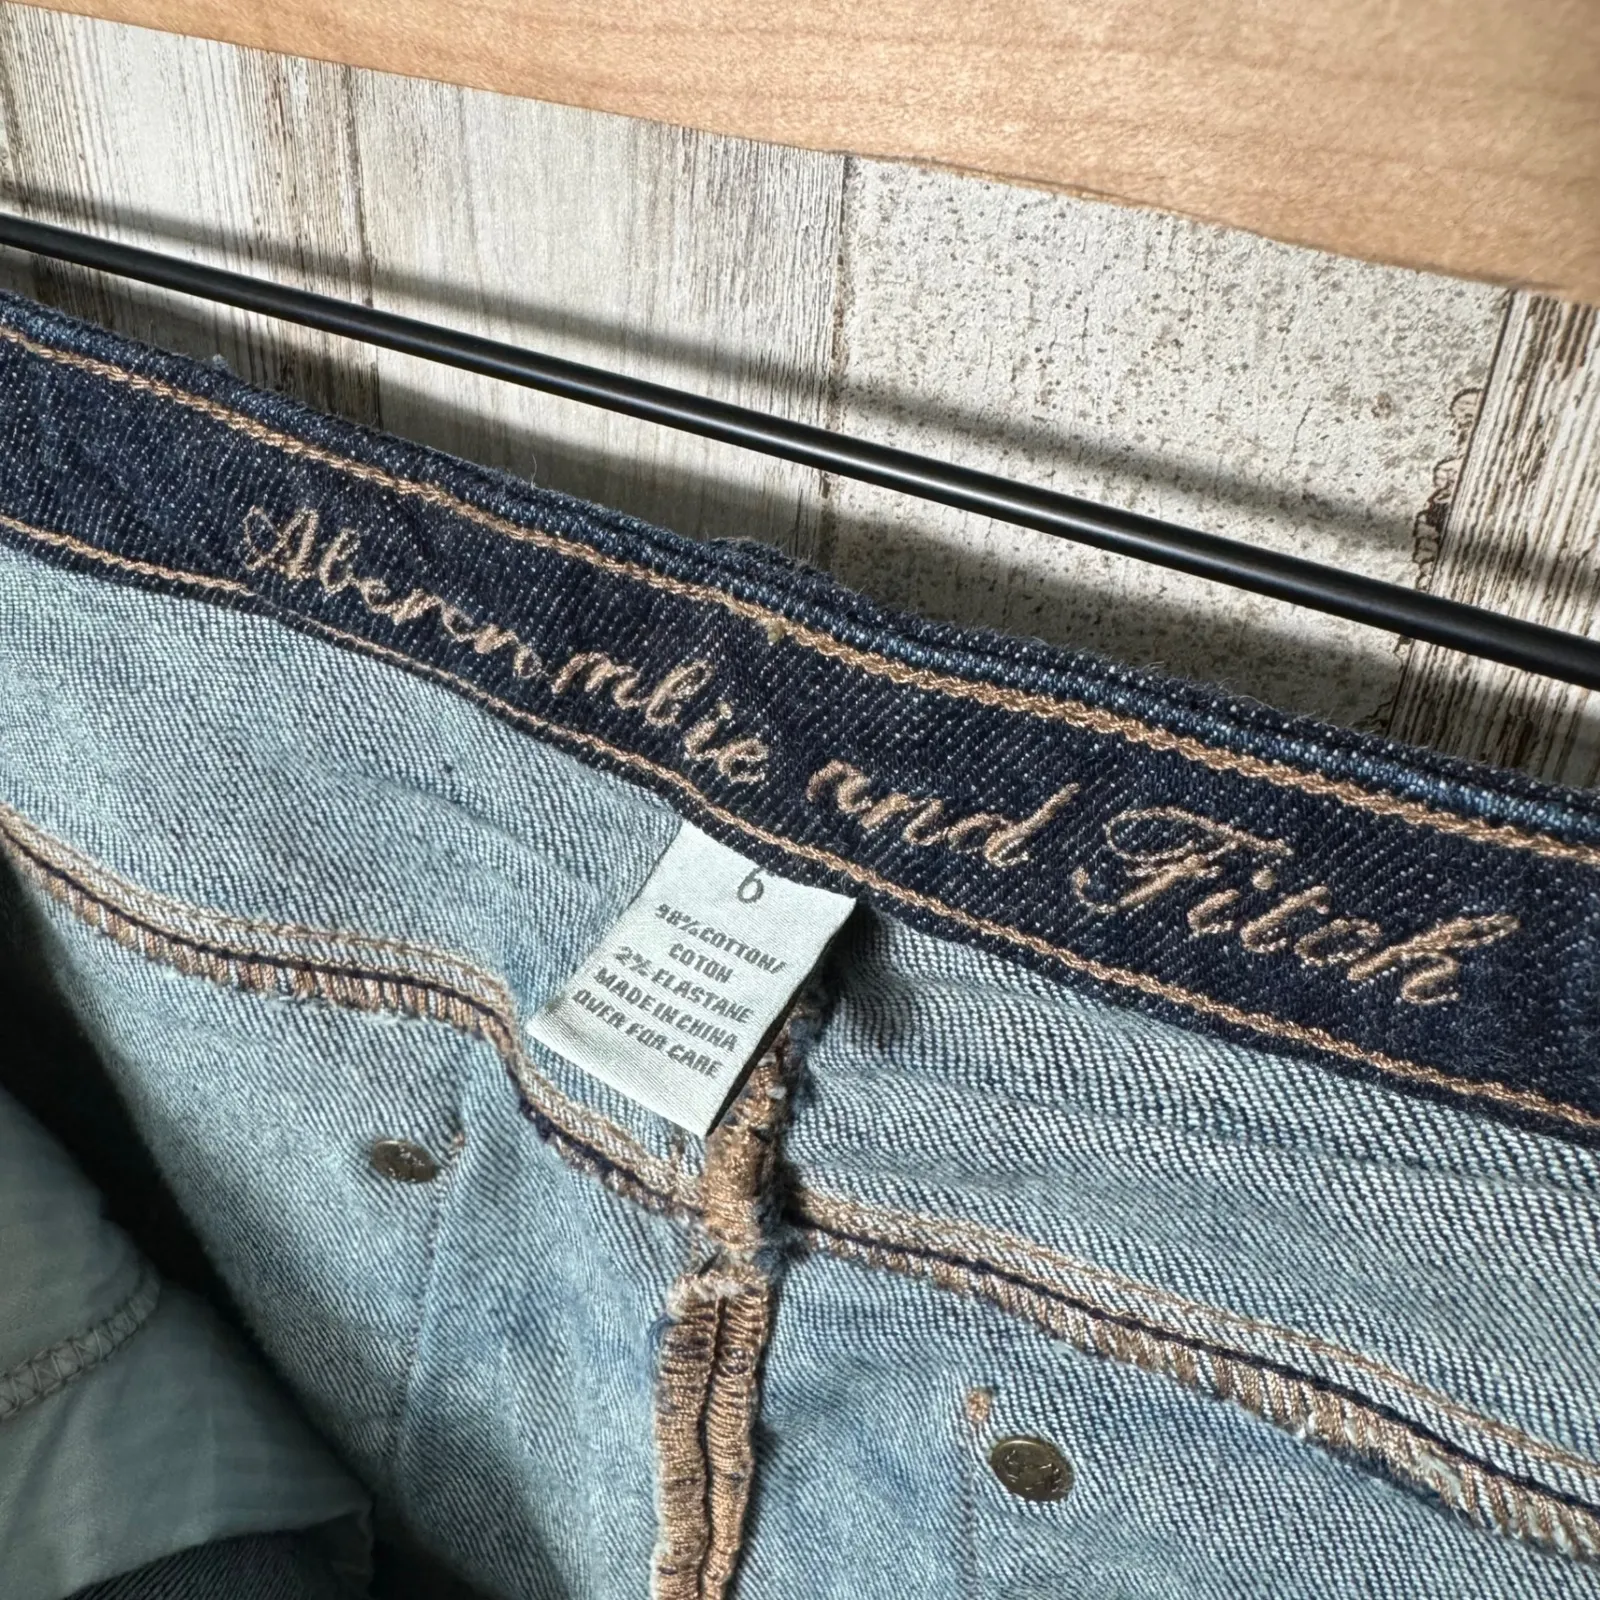 Abercrombie and Fitch
6
98% COTTON/
COTON
2% ELASTANE
MADE IN CHINA
OVER FOR CARE